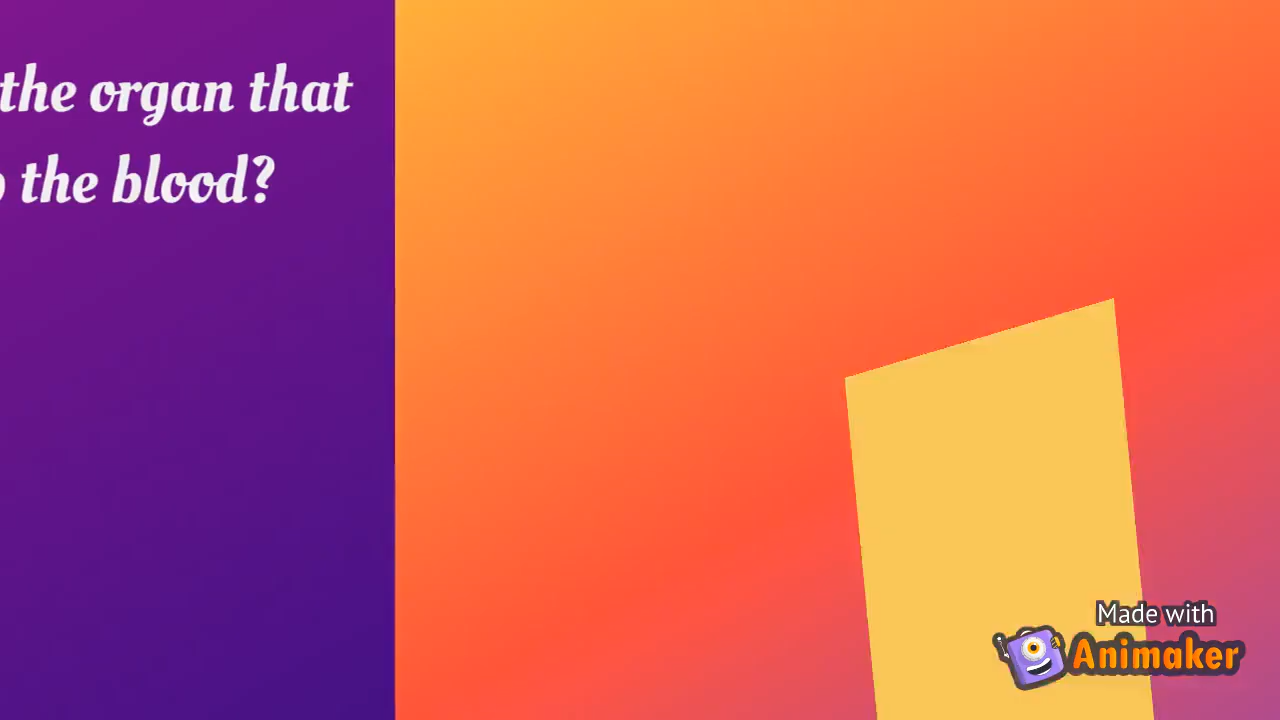 the organ that
the blood?
Made with
Animaker